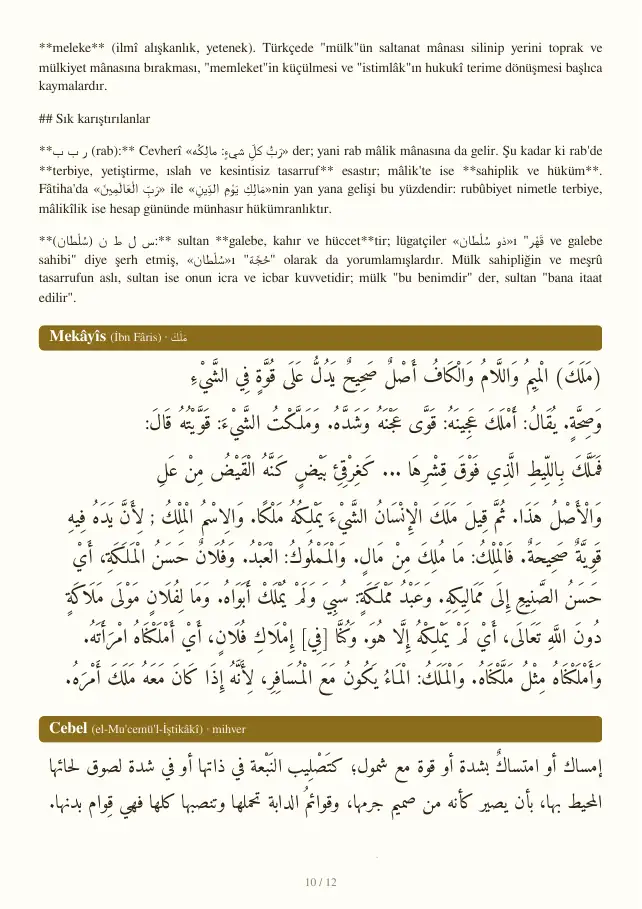 **meleke** (ilmî alışkanlık, yetenek). Türkçede "mülk"ün saltanat mânası silinip yerini toprak ve
mülkiyet mânasına bırakması, "memleket"in küçülmesi ve "istimlâk"ın hukukî terime dönüşmesi başlıca
kaymalardır.
## Sık karıştırılanlar
**ر ب ب (rab):** Cevherî «رَبُّ كلِّ شيءٍ: مالِكُه» der; yani rab mâlik mânasına da gelir. Şu kadar ki rab'de
**terbiye, yetiştirme, ıslah ve kesintisiz tasarruf** esastır; mâlik'te ise **sahiplik ve hüküm**.
Fâtiha'da «رَبِّ الْعَالَمِينَ» ile «مَالِكِ يَوْمِ الدِّينِ»nin yan yana gelişi bu yüzdendir: rubûbiyet nimetle terbiye,
mâlikîlik ise hesap gününde münhasır hükümranlıktır.
**س ل ط ن (سُلْطان):** sultan **galebe, kahır ve hüccet**tir; lügatçiler «ذو سُلْطان»ı "قَهْر ve galebe
sahibi" diye şerh etmiş, «سُلْطان»ı "حُجّة" olarak da yorumlamışlardır. Mülk sahipliğin ve meşrû
tasarrufun aslı, sultan ise onun icra ve icbar kuvvetidir; mülk "bu benimdir" der, sultan "bana itaat
edilir".
Mekâyîs (İbn Fâris) · مَلَكَ
(مَلَكَ) الْمِيمُ وَاللَّامُ وَالْكَافُ أَصْلٌ صَحِيحٌ يَدُلُّ عَلَى قُوَّةٍ فِي الشَّيْءِ
وَصِحَّةٍ. يُقَالُ: أَمْلَكَ عَجِينَهُ: قَوَّى عَجْنَهُ وَشَدَّهُ. وَمَلَّكْتُ الشَّيْءَ: قَوَّيْتُهُ قَالَ:
فَمَلَّكَ بِاللِّيطِ الَّذِي فَوْقَ قِشْرِهَا ... كَغِرْقِئِ بَيْضٍ كَنَّهُ الْقَيْضُ مِنْ عَلِ
وَالْأَصْلُ هَذَا. ثُمَّ قِيلَ مَلَكَ الْإِنْسَانُ الشَّيْءَ يَمْلِكُهُ مَلْكًا. وَالِاسْمُ الْمِلْكُ ; لِأَنَّ يَدَهُ فِيهِ
قَوِيَّةٌ صَحِيحَةٌ. فَالْمِلْكُ: مَا مُلِكَ مِنْ مَالٍ. وَالْمَمْلُوكُ: الْعَبْدُ. وَفُلَانٌ حَسَنُ الْمَلَكَةِ، أَيْ
حَسَنُ الصَّنِيعِ إِلَى مَمَالِيكِهِ. وَعَبْدُ مَمْلَكَةٍ: سُبِيَ وَلَمْ يُمْلَكْ أَبَوَاهُ. وَمَا لِفُلَانٍ مَوْلَى مَلَاكَةٍ
دُونَ اللَّهِ تَعَالَى، أَيْ لَمْ يَمْلِكْهُ إِلَّا هُوَ. وَكُنَّا [فِي] إِمْلَاكِ فُلَانٍ، أَيْ أَمْلَكْنَاهُ امْرَأَتَهُ.
وَأَمْلَكْنَاهُ مِثْلُ مَلَّكْنَاهُ. وَالْمَلَكُ: الْمَاءُ يَكُونُ مَعَ الْمُسَافِرِ، لِأَنَّهُ إِذَا كَانَ مَعَهُ مَلَكَ أَمْرَهُ.
Cebel (el-Mu'cemü'l-İştikâkî) · mihver
إمساك أو امتساكٌ بشدة أو قوة مع شمول؛ كتَصْلِيب النَبْعة في ذاتها أو في شدة لصوق لحائها
المحيط بها، بأن يصير كأنه من صميم جرمها، وقوائمُ الدابة تحملها وتنصبها كلها فهي قِوام بدنها.
10 / 12